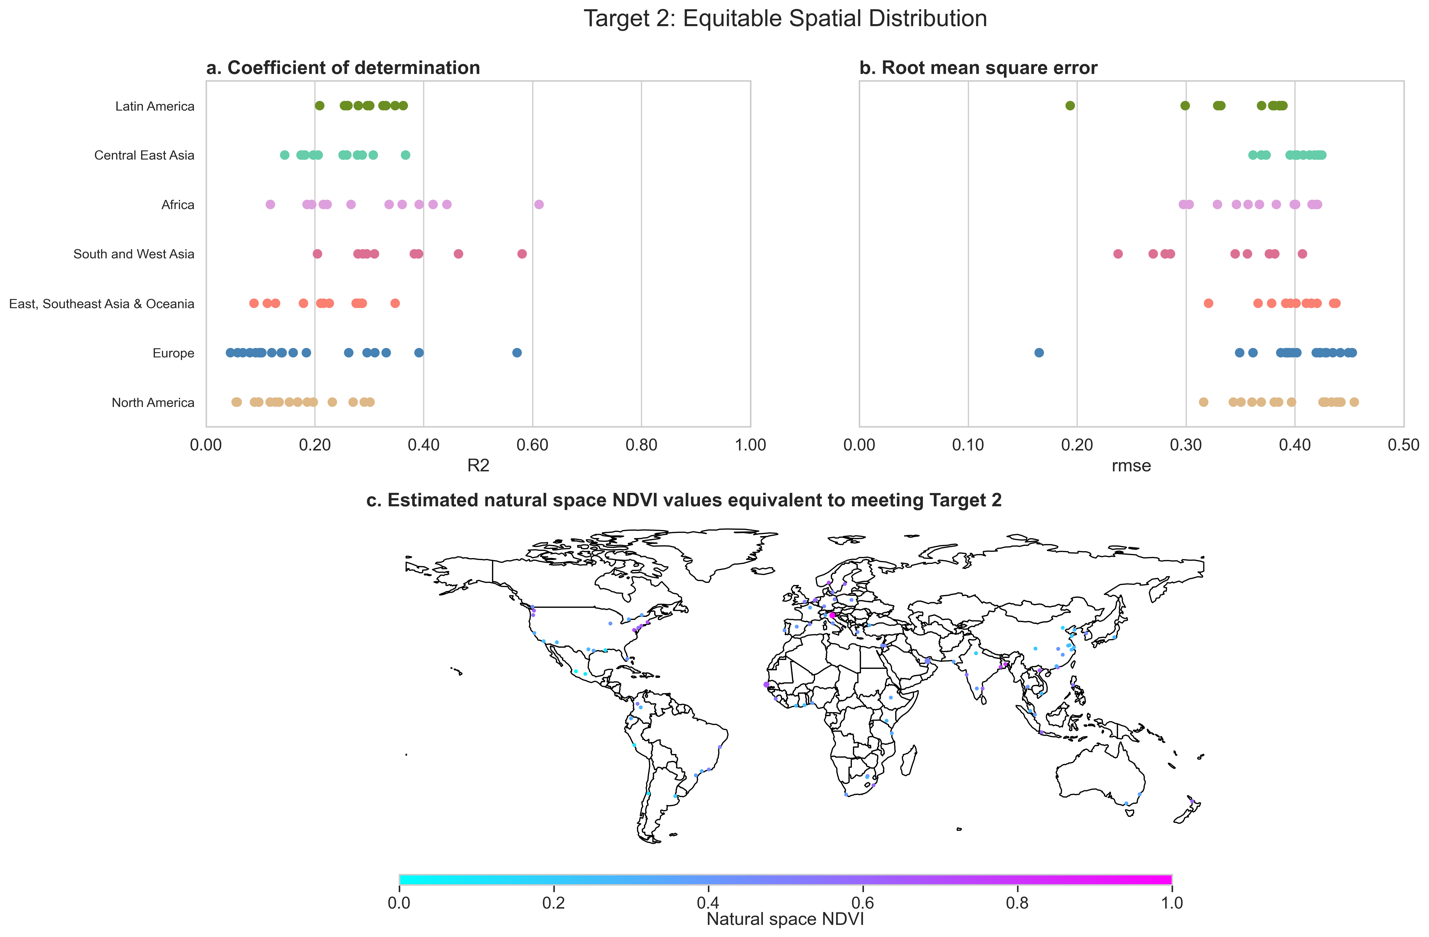 Target 2: Equitable Spatial Distribution
a. Coefficient of determination
b. Root mean square error
Latin America
Central East Asia
Africa
South and West Asia
East, Southeast Asia & Oceania
Europe
North America
0.00 0.20 0.40 0.60 0.80 1.00
R2
0.00 0.10 0.20 0.30 0.40 0.50
rmse
c. Estimated natural space NDVI values equivalent to meeting Target 2
0.0 0.2 0.4 0.6 0.8 1.0
Natural space NDVI